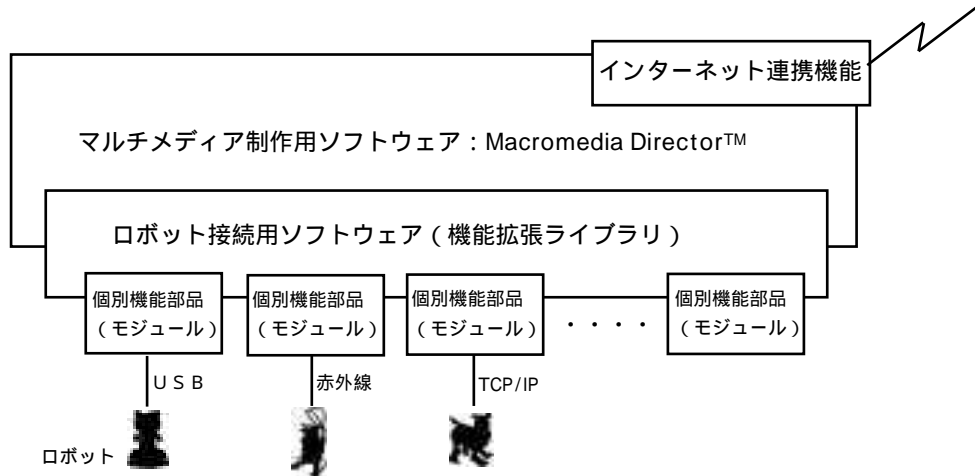 インターネット連携機能
マルチメディア制作用ソフトウェア：Macromedia Director™
ロボット接続用ソフトウェア（機能拡張ライブラリ）
個別機能部品
（モジュール）
個別機能部品
（モジュール）
個別機能部品
（モジュール）
・・・・
個別機能部品
（モジュール）
ＵＳＢ
赤外線
TCP/IP
ロボット